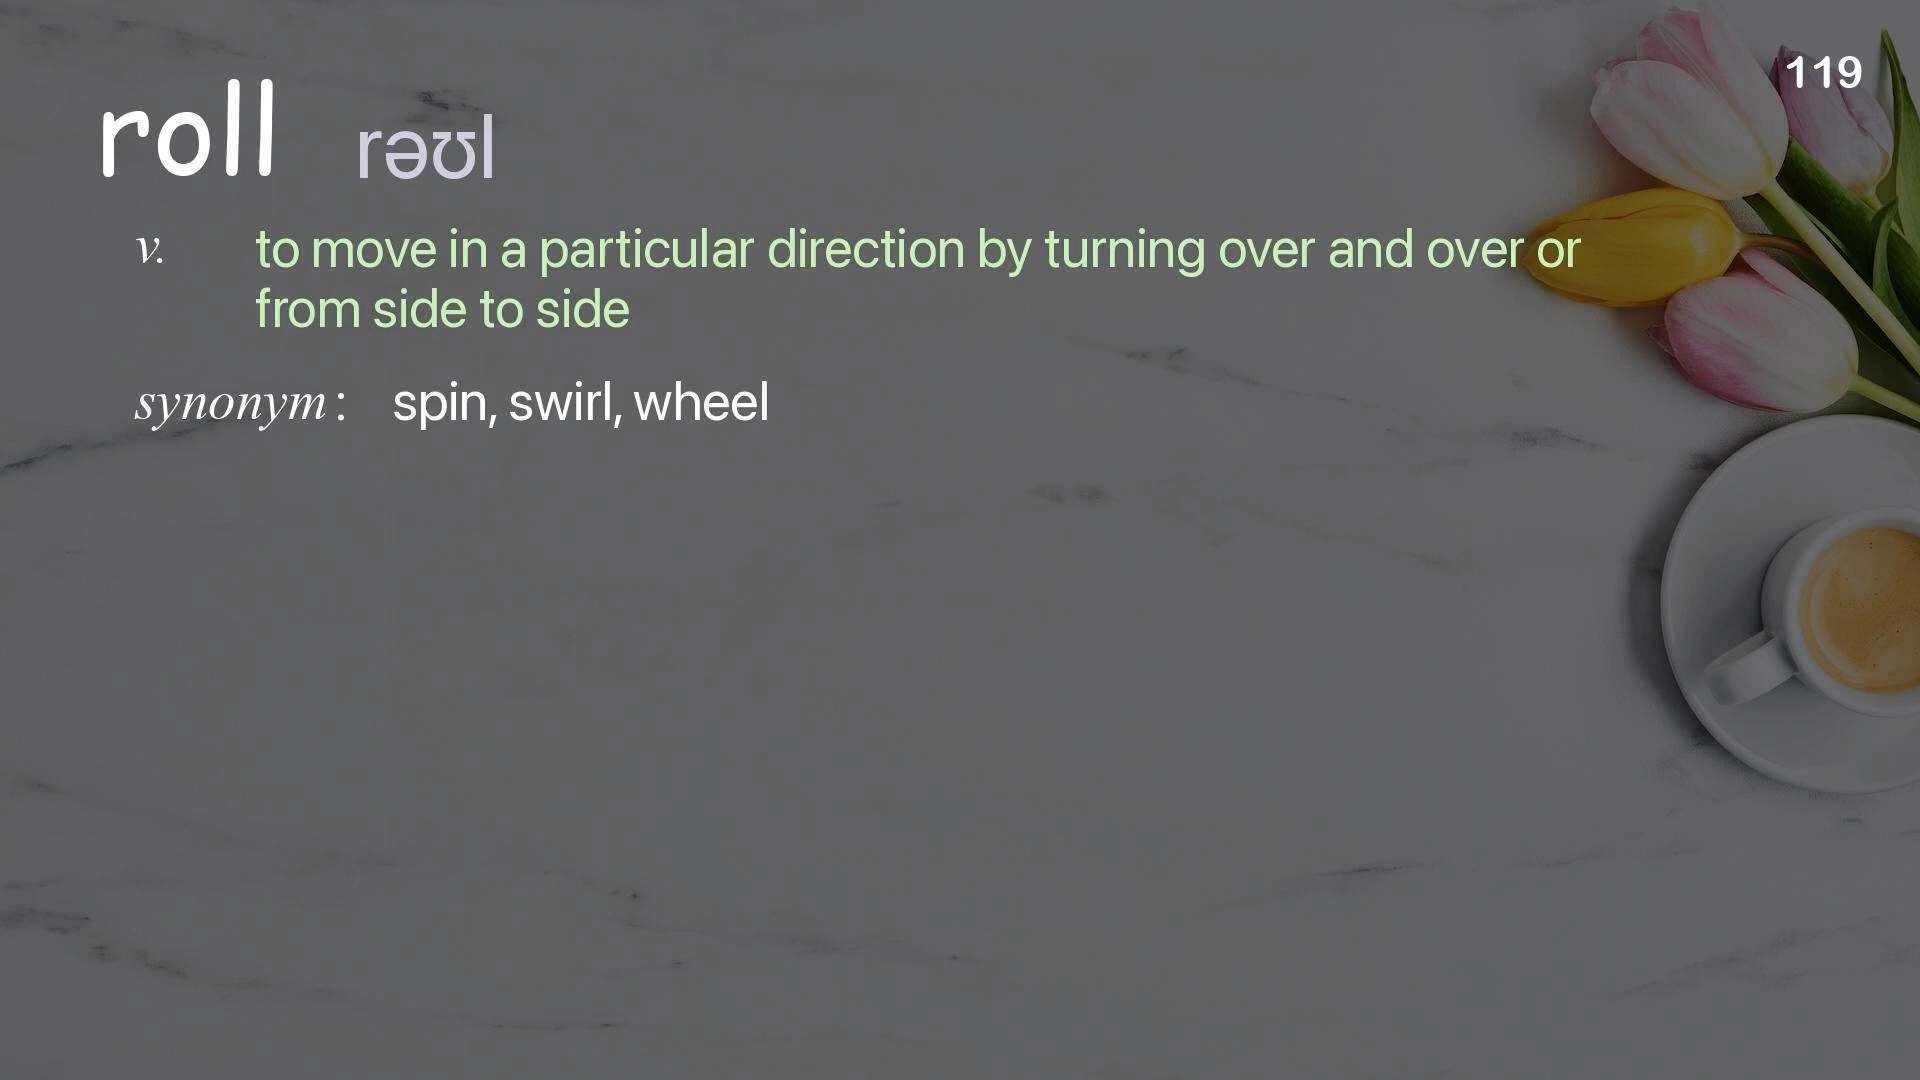 119
roll rəʊl
v. to move in a particular direction by turning over and over or
from side to side
synonym: spin, swirl, wheel